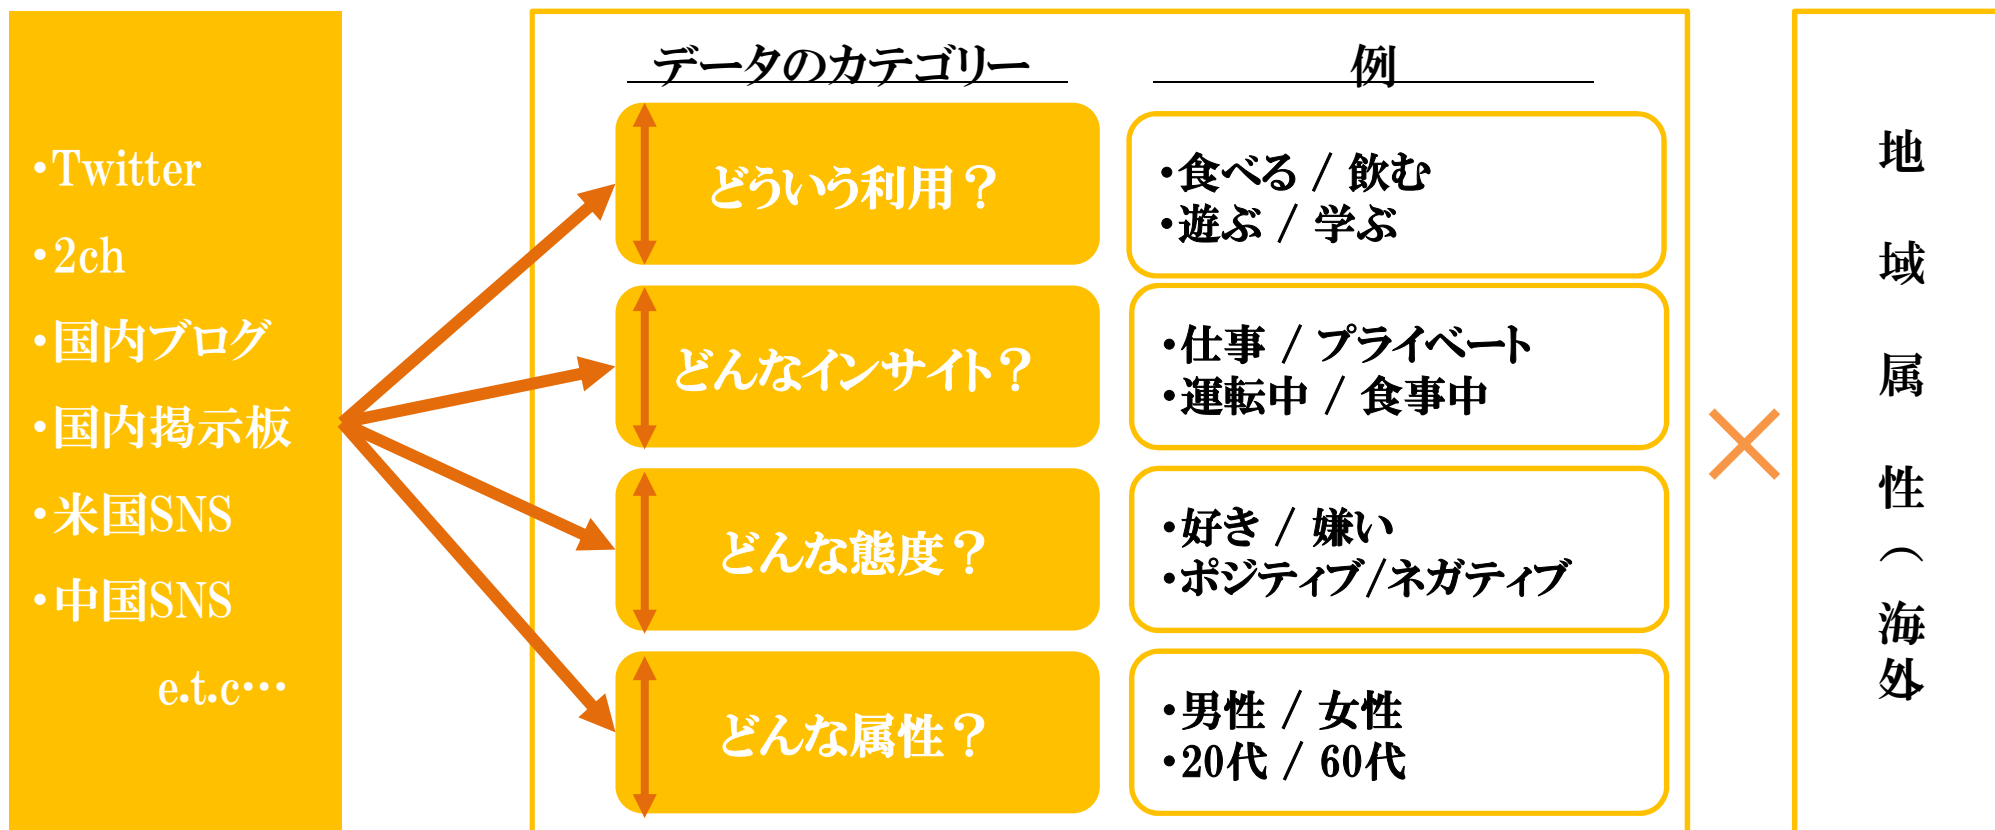 ・Twitter
・2ch
・国内ブログ
・国内掲示板
・米国SNS
・中国SNS
e.t.c…
データのカテゴリー
例
どういう利用？
・食べる / 飲む
・遊ぶ / 学ぶ
どんなインサイト？
・仕事 / プライベート
・運転中 / 食事中
どんな態度？
・好き / 嫌い
・ポジティブ/ネガティブ
どんな属性？
・男性 / 女性
・20代 / 60代
地域属性（海外）